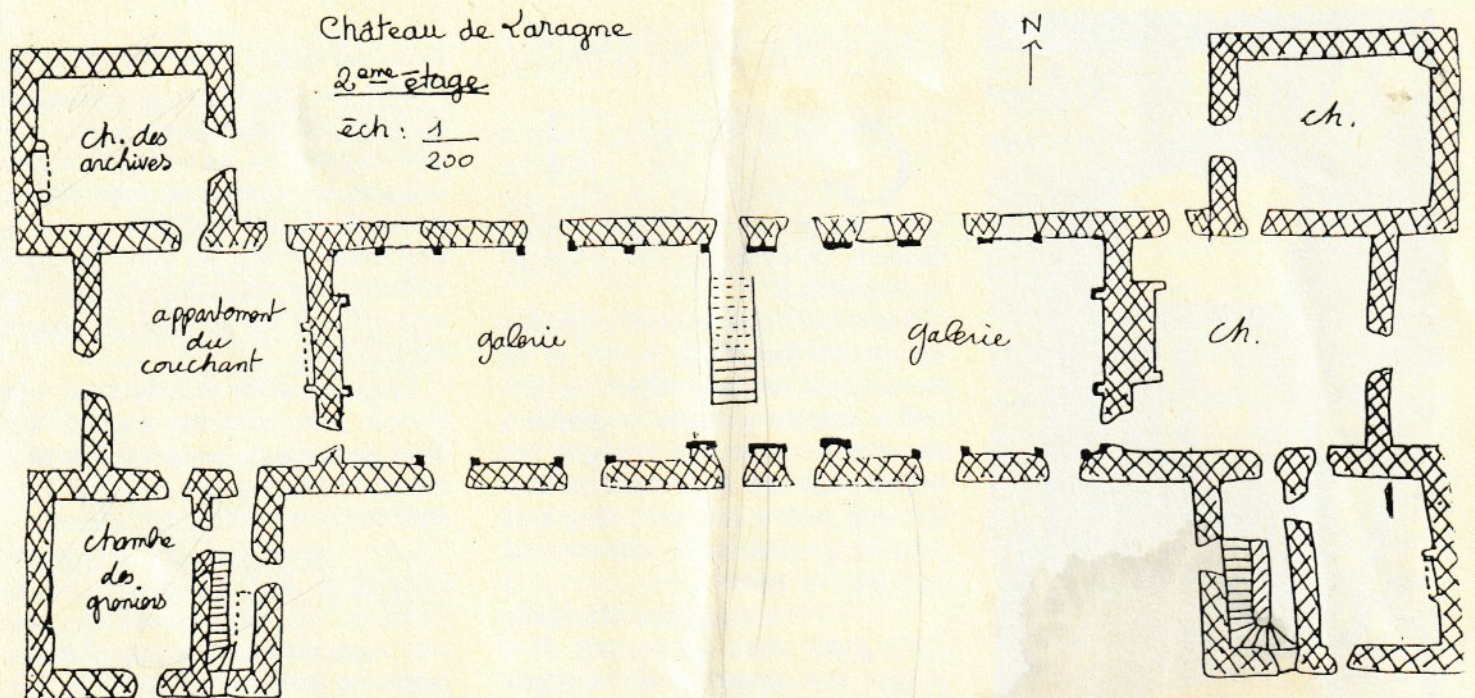 Château de Laragne
2eme étage
éch: 1
200
N
ch. des
archives
ch.
appartement
du
couchant
galerie
galerie
ch.
chambre
des
greniers